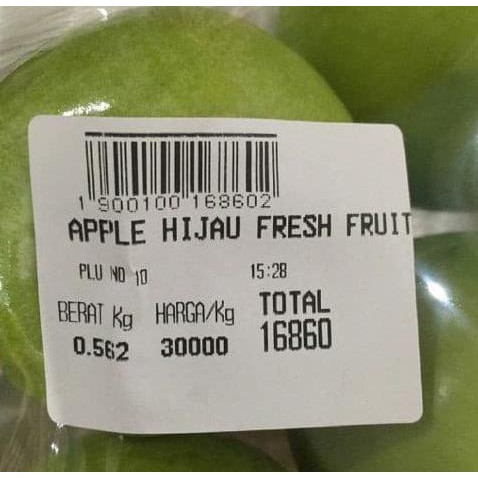 1 900100 168602
APPLE HIJAU FRESH FRUIT
PLU NO 10 15:28
BERAT Kg HARGA/Kg TOTAL
0.562 30000 16860